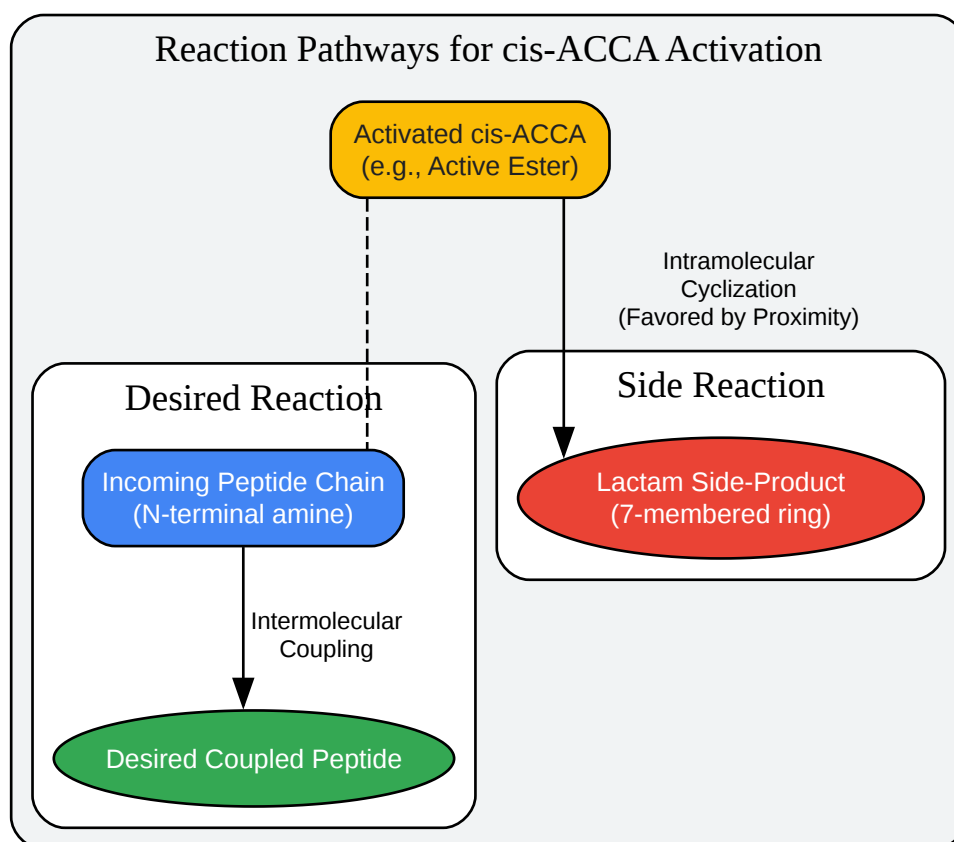 Reaction Pathways for cis-ACCA Activation
Activated cis-ACCA
(e.g., Active Ester)
Intramolecular
Cyclization
(Favored by Proximity)
Desired Reaction
Side Reaction
Incoming Peptide Chain
(N-terminal amine)
Lactam Side-Product
(7-membered ring)
Intermolecular
Coupling
Desired Coupled Peptide